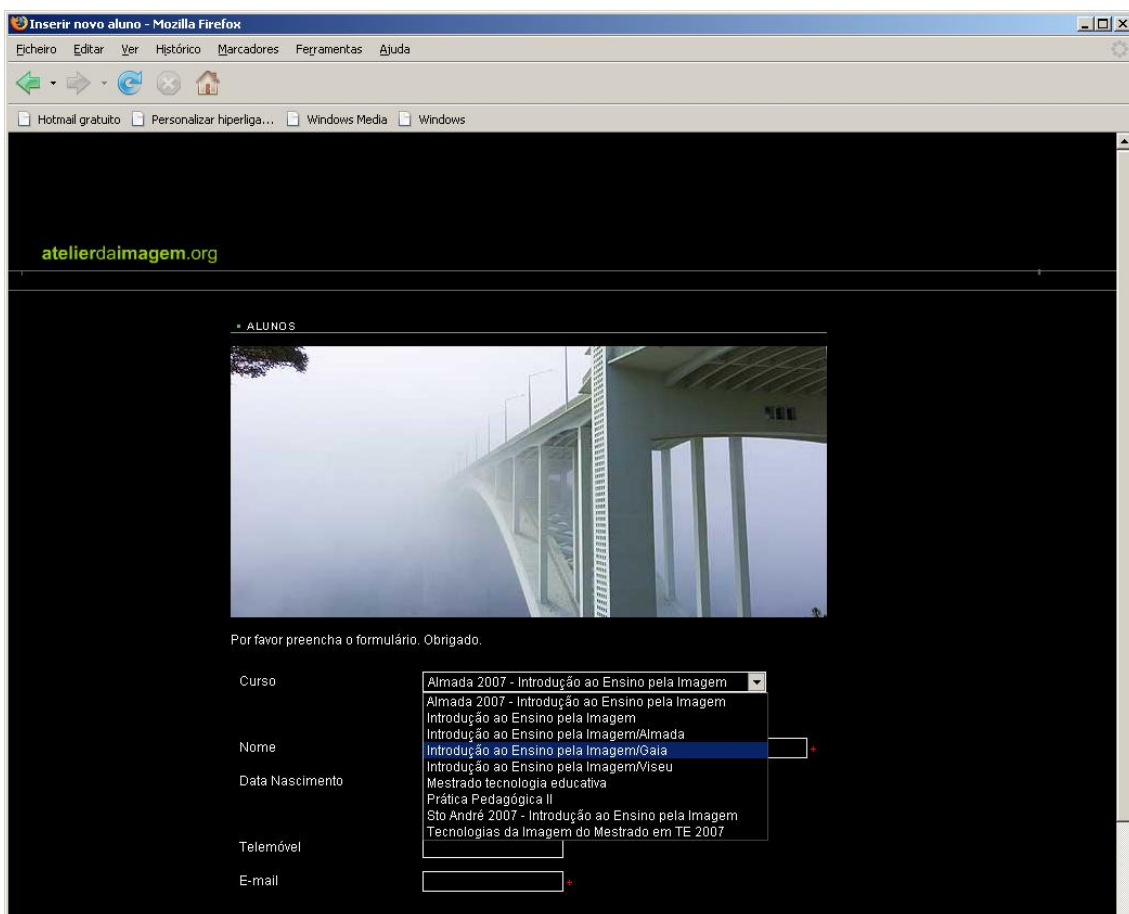 Inserir novo aluno - Mozilla Firefox
Ficheiro Editar Ver Histórico Marcadores Ferramentas Ajuda
Hotmail gratuito Personalizar hiperliga... Windows Media Windows
atelierdaimagem.org
ALUNOS
Por favor preencha o formulário. Obrigado.
Curso Almada 2007 - Introdução ao Ensino pela Imagem
Almada 2007 - Introdução ao Ensino pela Imagem
Introdução ao Ensino pela Imagem
Introdução ao Ensino pela Imagem/Almada
Nome Introdução ao Ensino pela Imagem/Gaia +
Introdução ao Ensino pela Imagem/Viseu
Data Nascimento Mestrado tecnologia educativa
Prática Pedagógica II
Sto André 2007 - Introdução ao Ensino pela Imagem
Tecnologias da Imagem do Mestrado em TE 2007
Telemóvel
E-mail +